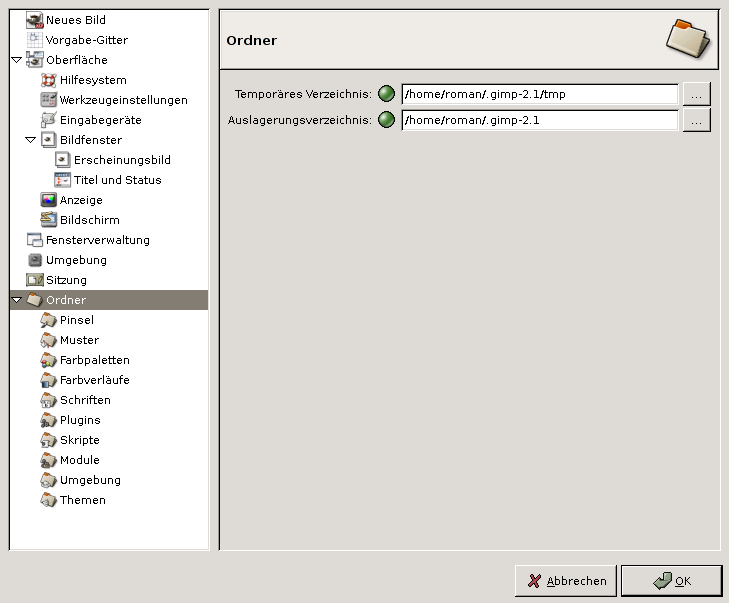 Neues Bild
Vorgabe-Gitter
Oberfläche
Hilfesystem
Werkzeugeinstellungen
Eingabegeräte
Bildfenster
Erscheinungsbild
Titel und Status
Anzeige
Bildschirm
Fensterverwaltung
Umgebung
Sitzung
Ordner
Pinsel
Muster
Farbpaletten
Farbverläufe
Schriften
Plugins
Skripte
Module
Umgebung
Themen
Ordner
Temporäres Verzeichnis: /home/roman/.gimp-2.1/tmp ...
Auslagerungsverzeichnis: /home/roman/.gimp-2.1 ...
Abbrechen OK